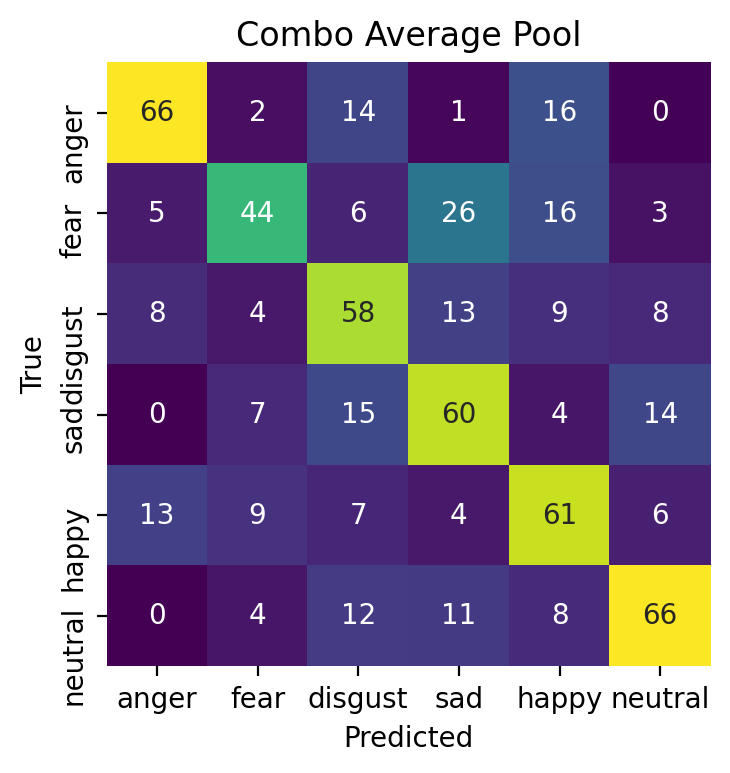 Combo Average Pool
True
anger 66 2 14 1 16 0
fear 5 44 6 26 16 3
disgust 8 4 58 13 9 8
sad 0 7 15 60 4 14
happy 13 9 7 4 61 6
neutral 0 4 12 11 8 66
anger fear disgust sad happy neutral
Predicted